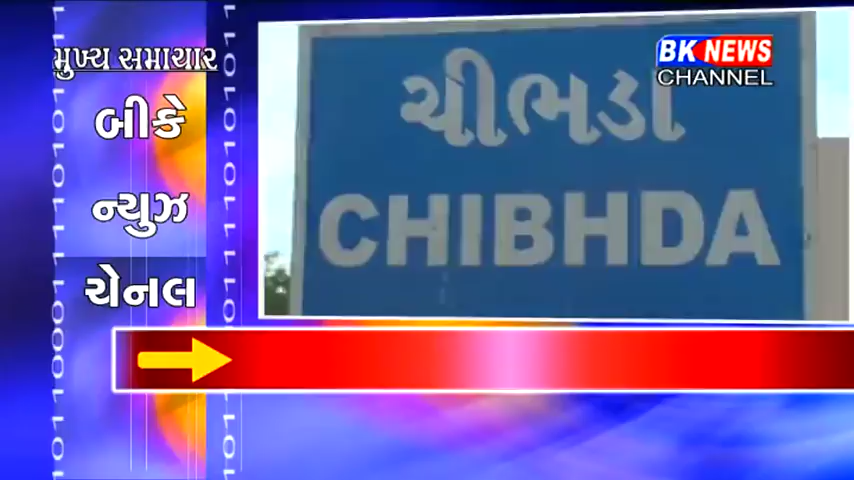 મુખ્ય સમાચાર
બીકે
ન્યુઝ
ચેનલ
ચીભડા
CHIBHDA
BK NEWS
CHANNEL